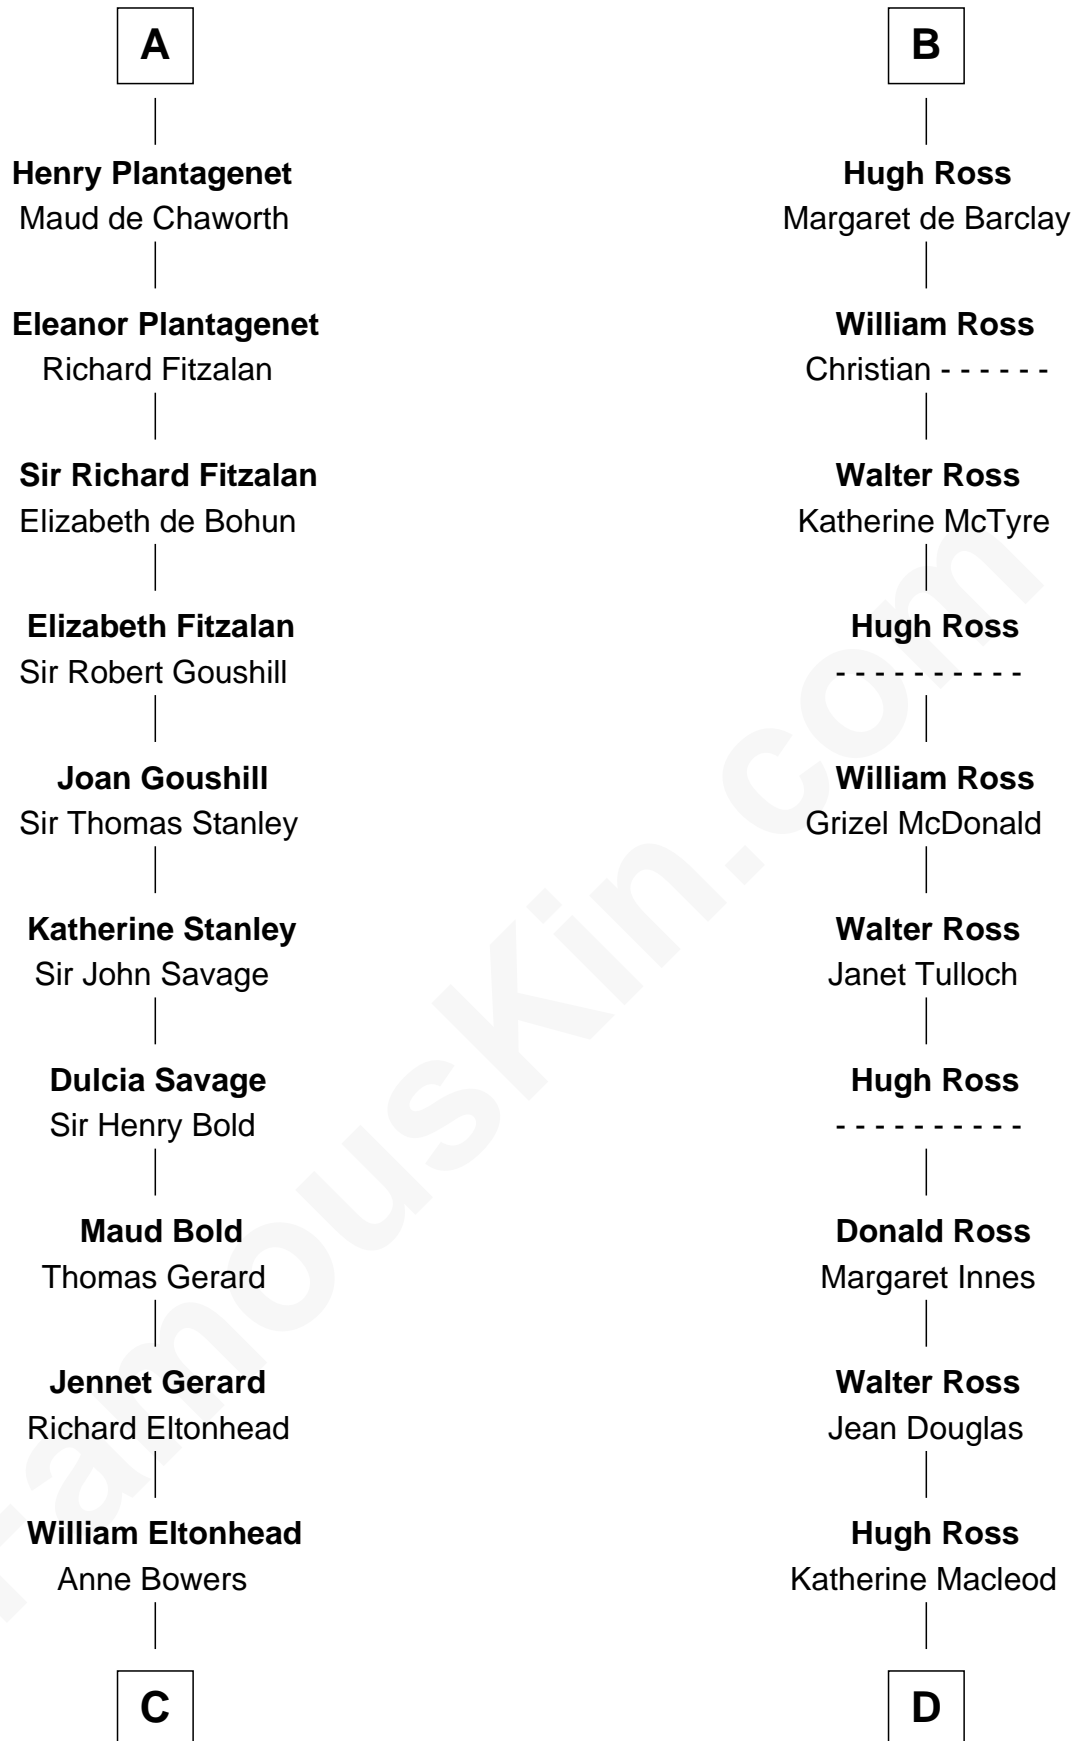 A
Henry Plantagenet
Maud de Chaworth
Eleanor Plantagenet
Richard Fitzalan
Sir Richard Fitzalan
Elizabeth de Bohun
Elizabeth Fitzalan
Sir Robert Goushill
Joan Goushill
Sir Thomas Stanley
Katherine Stanley
Sir John Savage
Dulcia Savage
Sir Henry Bold
Maud Bold
Thomas Gerard
Jennet Gerard
Richard Eltonhead
William Eltonhead
Anne Bowers
C
B
Hugh Ross
Margaret de Barclay
William Ross
Christian - - - - - -
Walter Ross
Katherine McTyre
Hugh Ross
- - - - - - - - - -
William Ross
Grizel McDonald
Walter Ross
Janet Tulloch
Hugh Ross
- - - - - - - - - -
Donald Ross
Margaret Innes
Walter Ross
Jean Douglas
Hugh Ross
Katherine Macleod
D
FamousKin.com